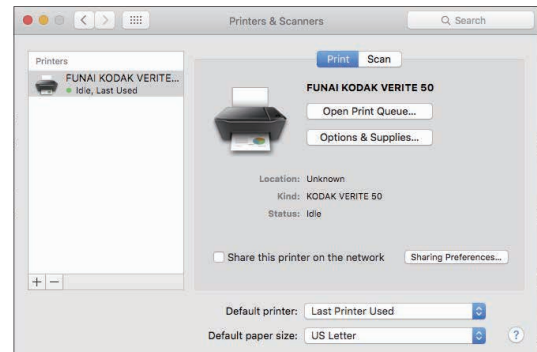 Printers & Scanners
Search
Printers
FUNAI KODAK VERITE...
Idle, Last Used
Print Scan
FUNAI KODAK VERITE 50
Open Print Queue...
Options & Supplies...
Location: Unknown
Kind: KODAK VERITE 50
Status: Idle
Share this printer on the network
Sharing Preferences...
+ −
Default printer: Last Printer Used
Default paper size: US Letter
?